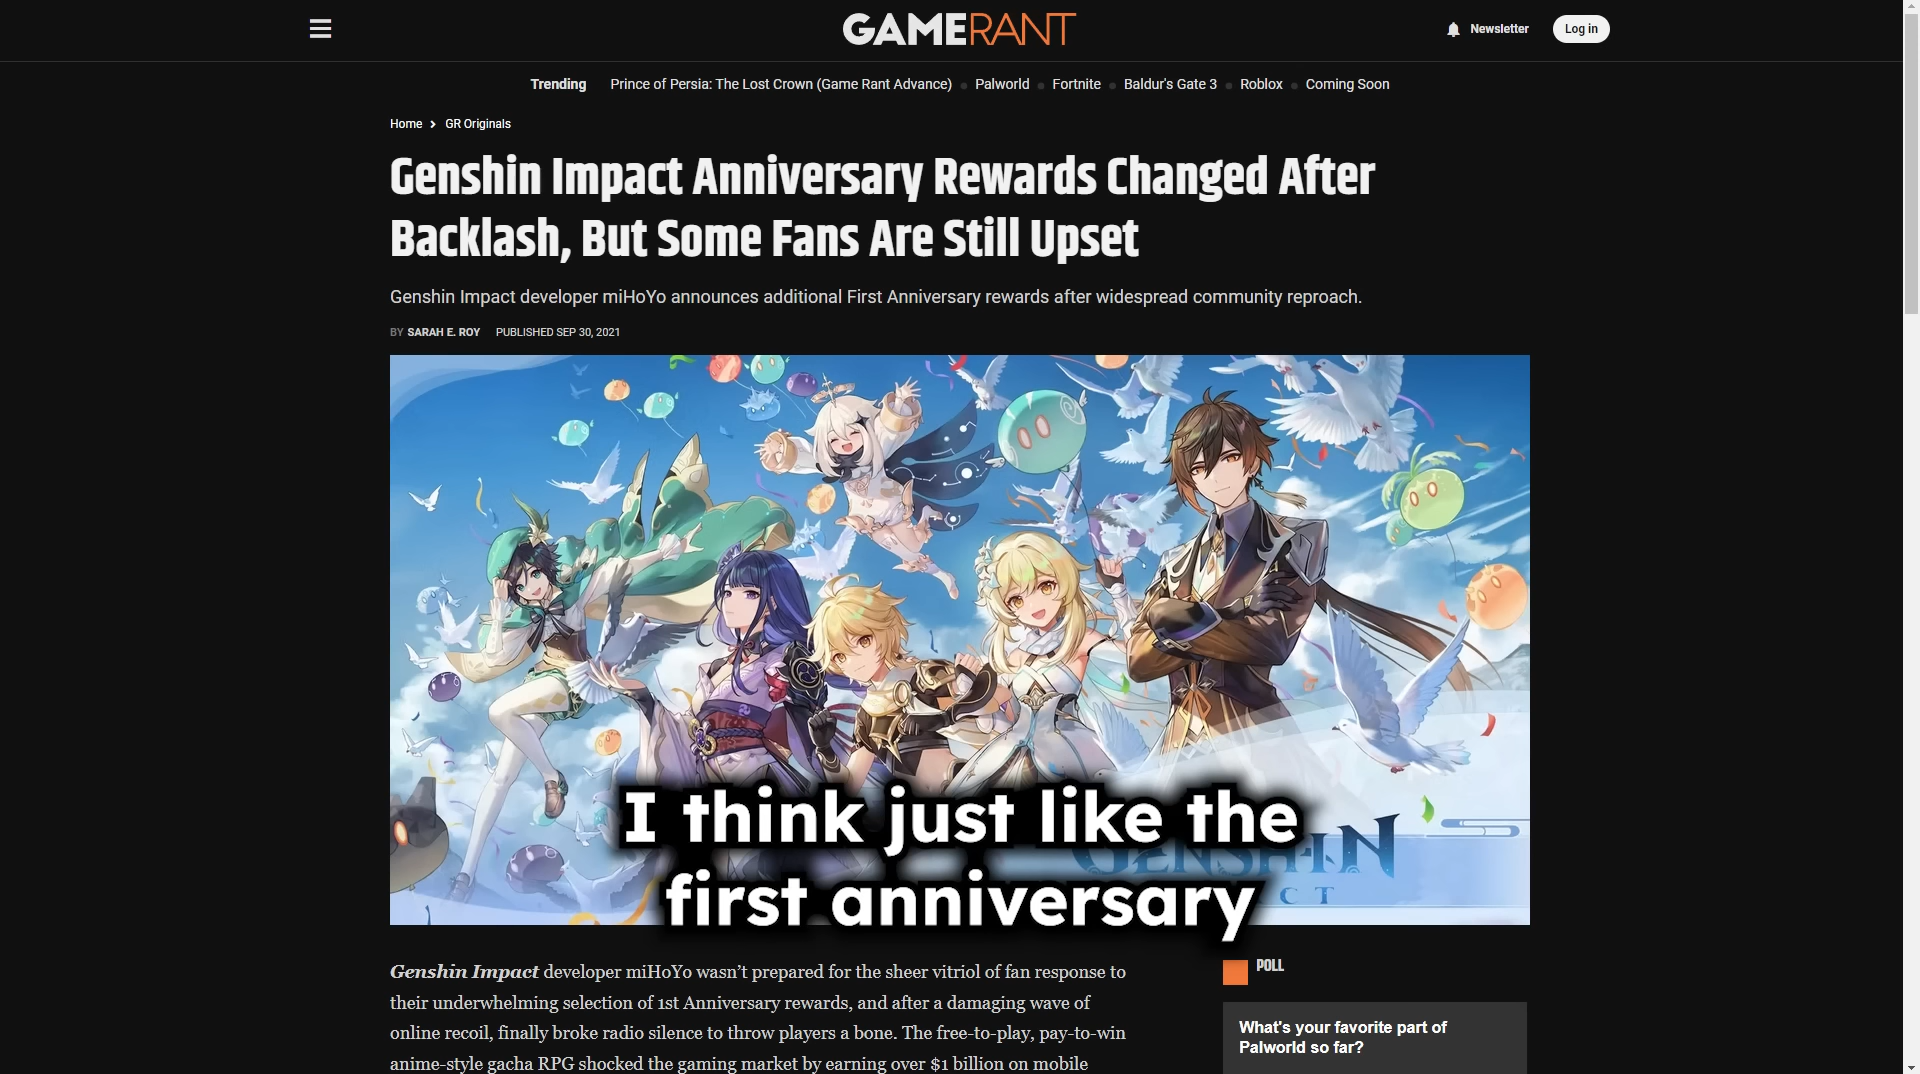 GAMERANT
Newsletter
Log in
Trending
Prince of Persia: The Lost Crown (Game Rant Advance)
Palworld
Fortnite
Baldur's Gate 3
Roblox
Coming Soon
Home > GR Originals
Genshin Impact Anniversary Rewards Changed After
Backlash, But Some Fans Are Still Upset
Genshin Impact developer miHoYo announces additional First Anniversary rewards after widespread community reproach.
BY SARAH E. ROY PUBLISHED SEP 30, 2021
I think just like the
first anniversary
GENSHIN
CT
Genshin Impact developer miHoYo wasn't prepared for the sheer vitriol of fan response to
their underwhelming selection of 1st Anniversary rewards, and after a damaging wave of
online recoil, finally broke radio silence to throw players a bone. The free-to-play, pay-to-win
anime-style gacha RPG shocked the gaming market by earning over $1 billion on mobile
POLL
What's your favorite part of
Palworld so far?